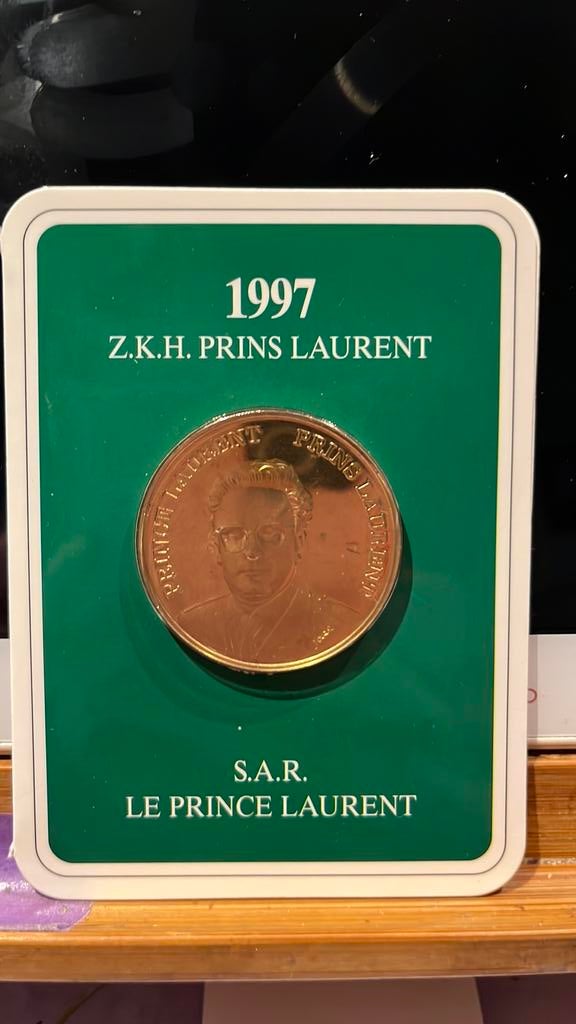 1997
Z.K.H. PRINS LAURENT
PRINCE LAURENT PRINS LAURENT
S.A.R.
LE PRINCE LAURENT